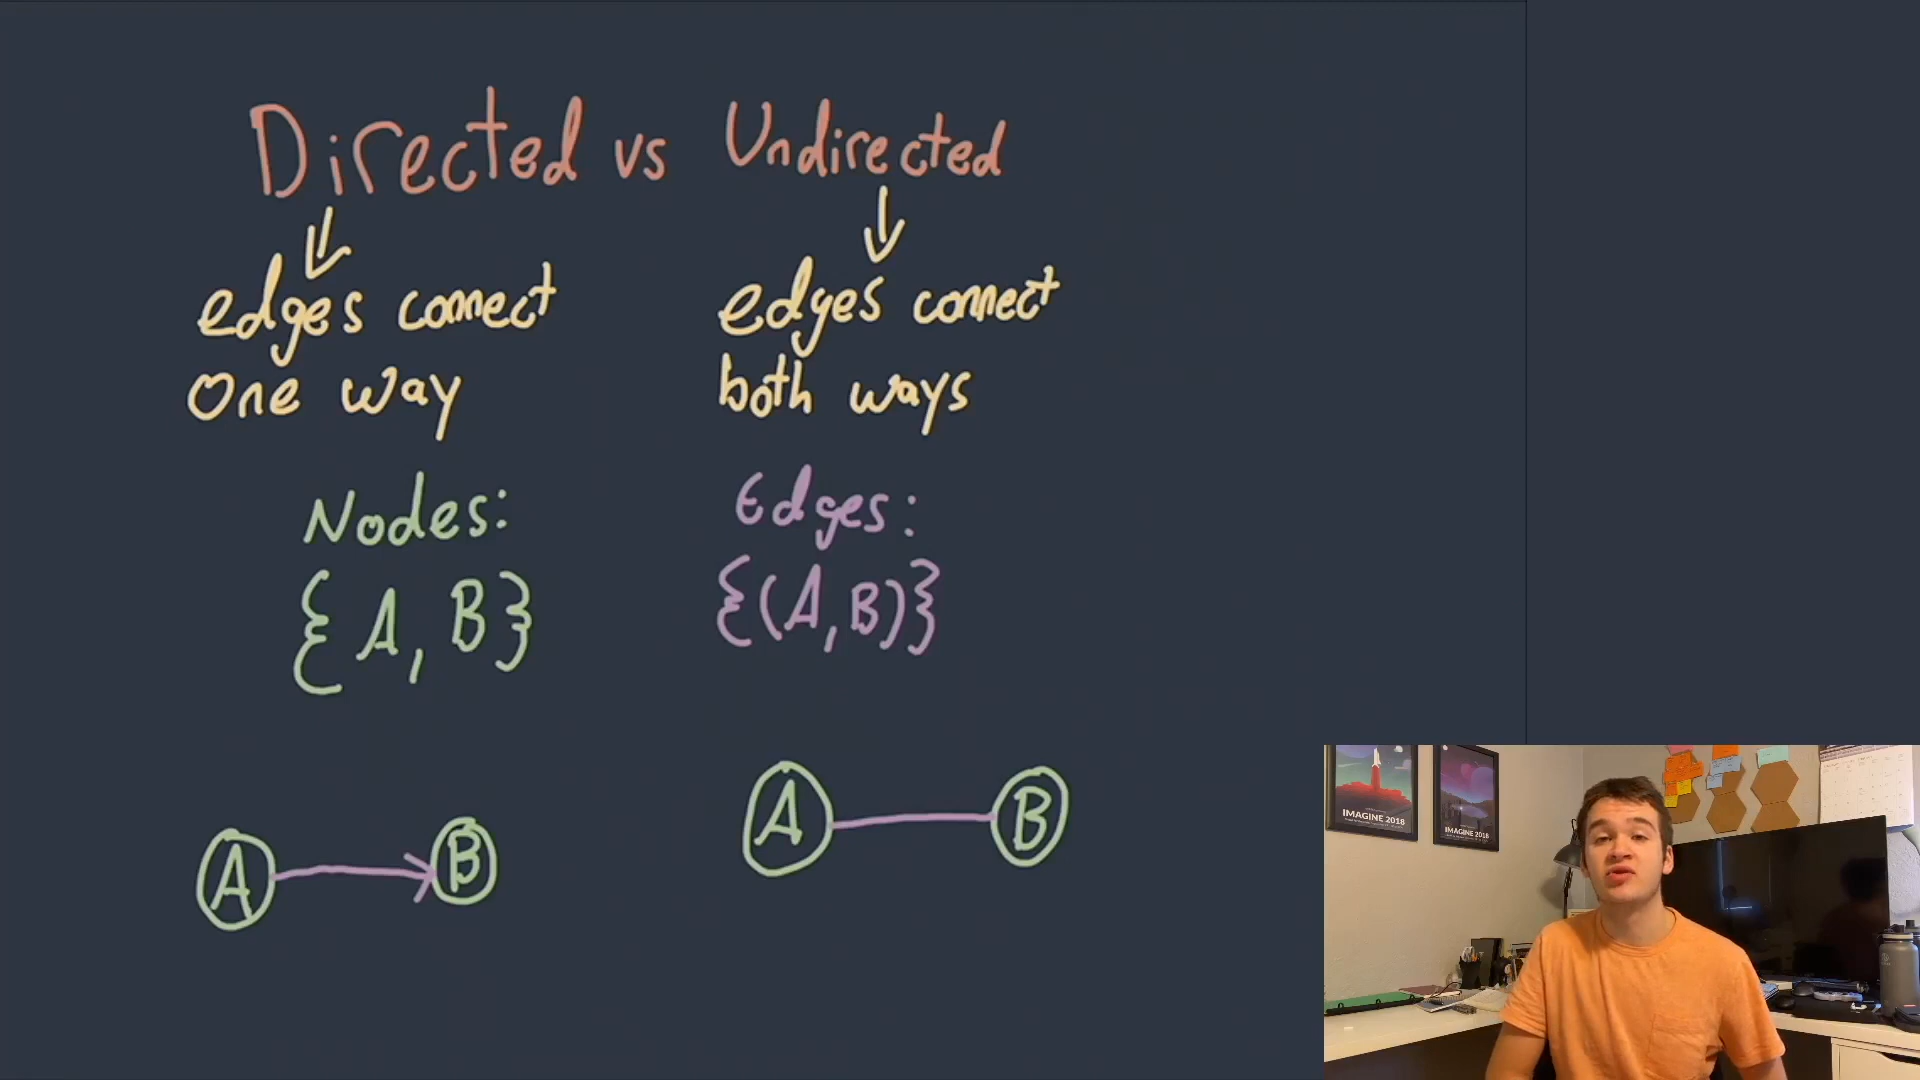 Directed vs Undirected
edges connect
one way
edges connect
both ways
Nodes:
{A, B}
Edges:
{(A,B)}
A
B
A
B
IMAGINE 2018
IMAGINE 2018